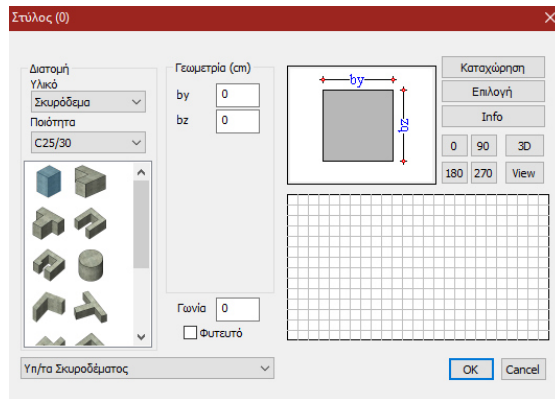 Στύλος (0)
Διατομή
Υλικό
Σκυρόδεμα
Ποιότητα
C25/30
Γεωμετρία (cm)
by 0
bz 0
Γωνία 0
Φυτευτό
by
bz
Καταχώρηση
Επιλογή
Info
0 90 3D
180 270 View
Υπ/τα Σκυροδέματος
OK Cancel